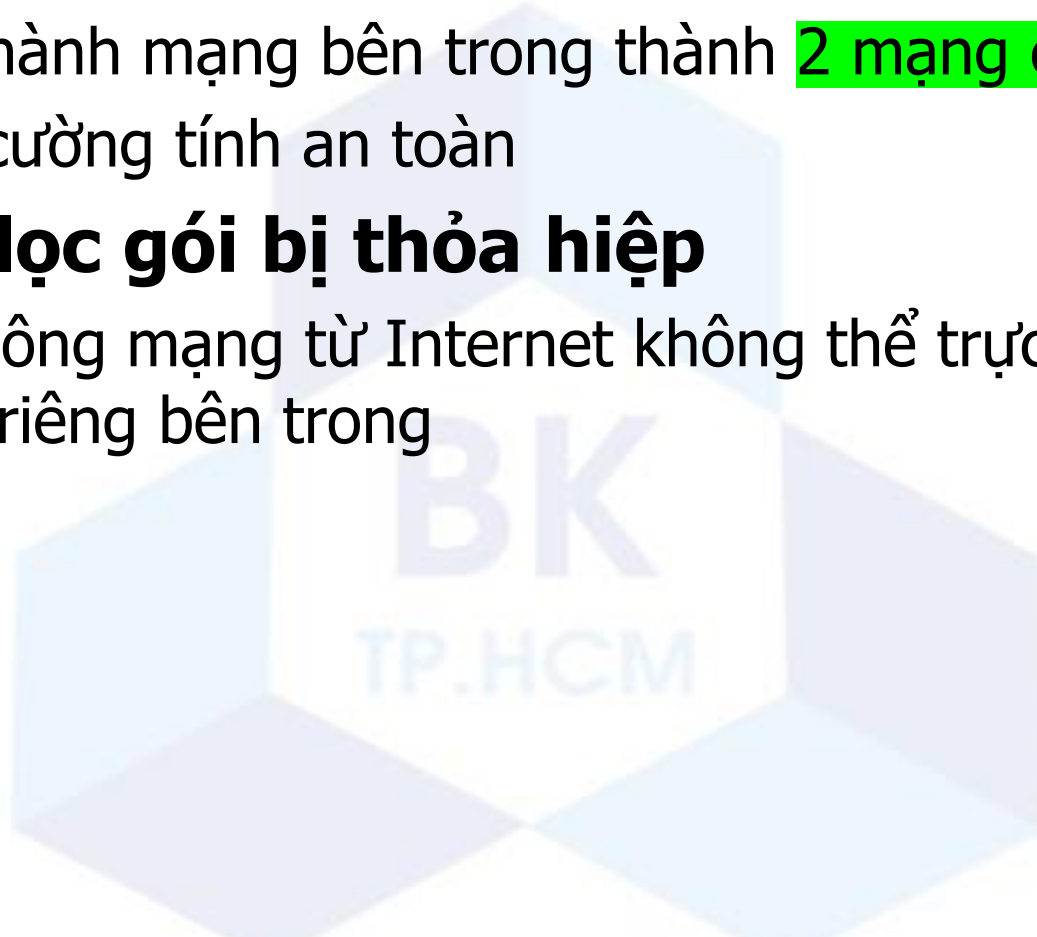 hành mạng bên trong thành 2 mạng
cường tính an toàn
lọc gói bị thỏa hiệp
ông mạng từ Internet không thể trực
riêng bên trong
BK
TP.HCM